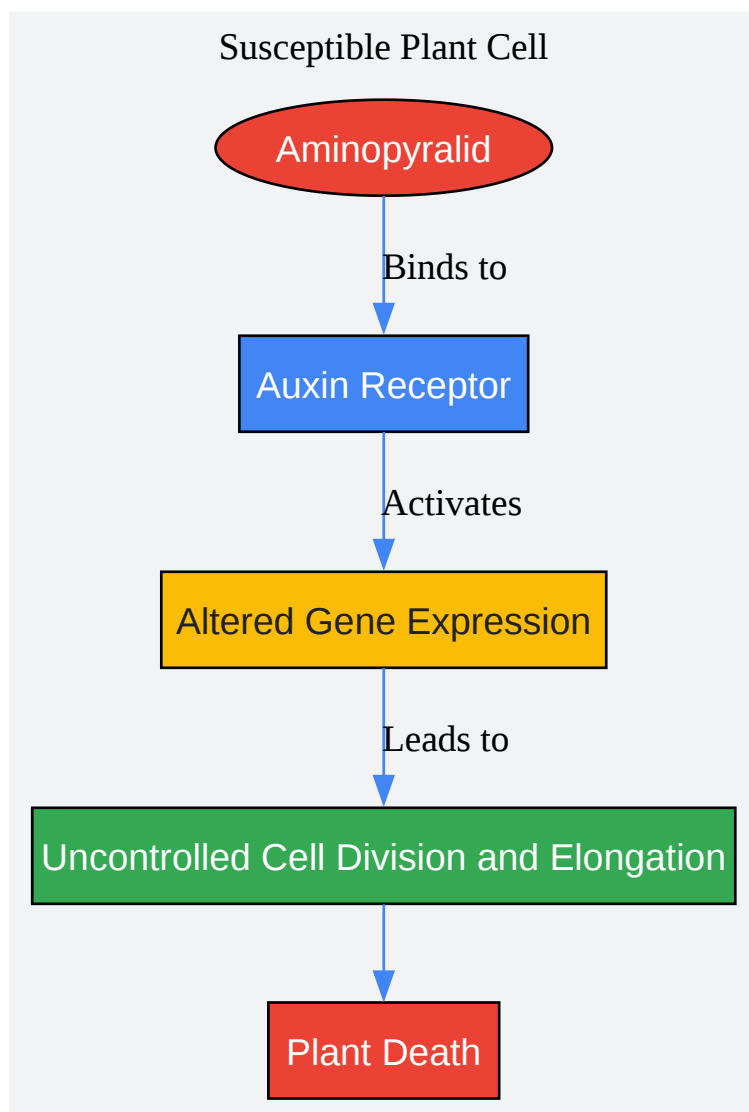 Susceptible Plant Cell
Aminopyralid
Binds to
Auxin Receptor
Activates
Altered Gene Expression
Leads to
Uncontrolled Cell Division and Elongation
Plant Death